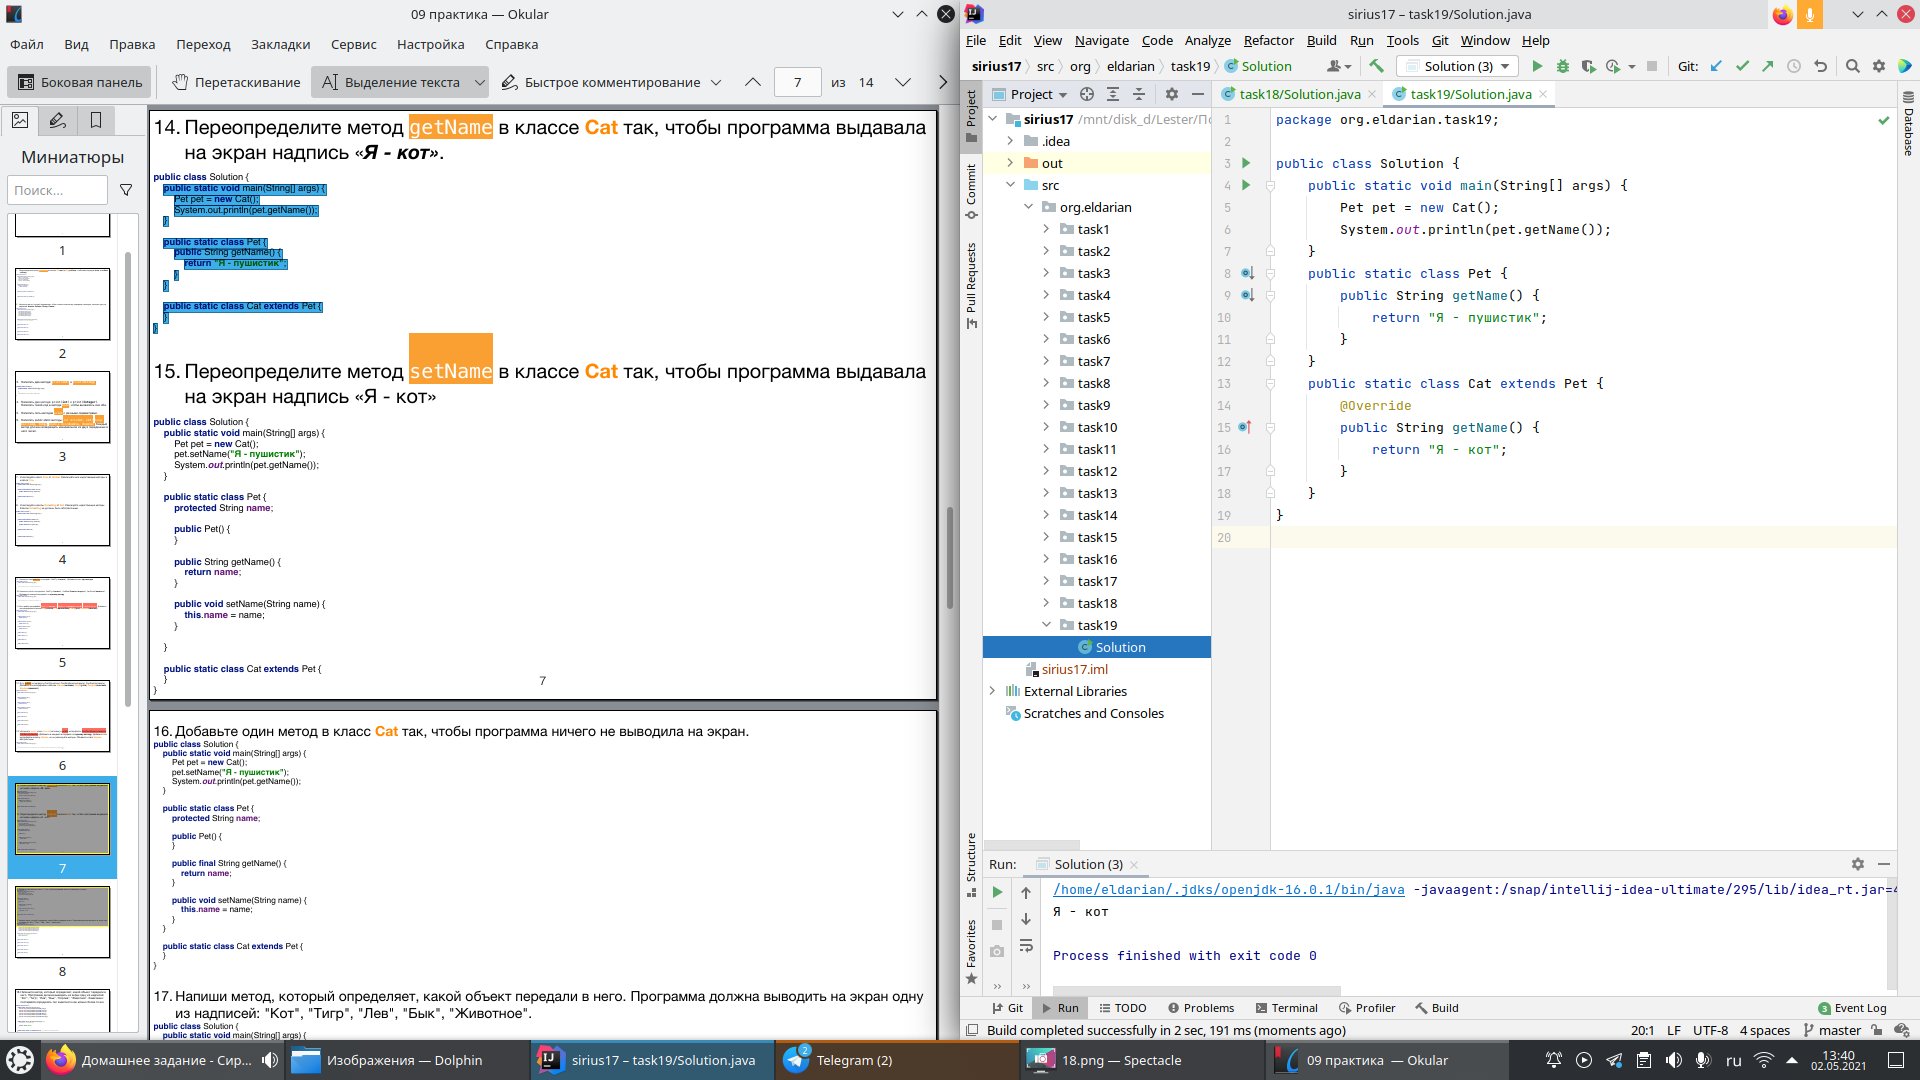 09 практика — Okular
Файл Вид Правка Переход Закладки Сервис Настройка Справка
Боковая панель Перетаскивание Выделение текста Быстрое комментирование 7 из 14
Миниатюры
Поиск...
1
2
3
4
5
6
7
8
14. Переопределите метод getName в классе Cat так, чтобы программа выдавала
на экран надпись «Я - кот».
public class Solution {
public static void main(String[] args) {
Pet pet = new Cat();
System.out.println(pet.getName());
}
public static class Pet {
public String getName() {
return "Я - пушистик";
}
}
public static class Cat extends Pet {
}
}
15. Переопределите метод setName в классе Cat так, чтобы программа выдавала
на экран надпись «Я - кот»
public class Solution {
public static void main(String[] args) {
Pet pet = new Cat();
pet.setName("Я - пушистик");
System.out.println(pet.getName());
}
public static class Pet {
protected String name;
public Pet() {
}
public String getName() {
return name;
}
public void setName(String name) {
this.name = name;
}
}
public static class Cat extends Pet {
}
}
7
16. Добавьте один метод в класс Cat так, чтобы программа ничего не выводила на экран.
public class Solution {
public static void main(String[] args) {
Pet pet = new Cat();
pet.setName("Я - пушистик");
System.out.println(pet.getName());
}
public static class Pet {
protected String name;
public Pet() {
}
public final String getName() {
return name;
}
public void setName(String name) {
this.name = name;
}
}
public static class Cat extends Pet {
}
}
17. Напиши метод, который определяет, какой объект передали в него. Программа должна выводить на экран одну
из надписей: "Кот", "Тигр", "Лев", "Бык", "Животное".
public class Solution {
public static void main(String[] args) {
sirius17 – task19/Solution.java
File Edit View Navigate Code Analyze Refactor Build Run Tools Git Window Help
sirius17 src org eldarian task19 Solution Solution (3) Git:
Project
Commit
Pull Requests
Structure
Favorites
Database
Project
sirius17 /mnt/disk_d/Lester/П
.idea
out
src
org.eldarian
task1
task2
task3
task4
task5
task6
task7
task8
task9
task10
task11
task12
task13
task14
task15
task16
task17
task18
task19
Solution
sirius17.iml
External Libraries
Scratches and Consoles
task18/Solution.java task19/Solution.java
1 package org.eldarian.task19;
2
3 public class Solution {
4 public static void main(String[] args) {
5 Pet pet = new Cat();
6 System.out.println(pet.getName());
7 }
8 public static class Pet {
9 public String getName() {
10 return "Я - пушистик";
11 }
12 }
13 public static class Cat extends Pet {
14 @Override
15 public String getName() {
16 return "Я - кот";
17 }
18 }
19 }
20
Run: Solution (3)
/home/eldarian/.jdks/openjdk-16.0.1/bin/java -javaagent:/snap/intellij-idea-ultimate/295/lib/idea_rt.jar=4
Я - кот
Process finished with exit code 0
Git Run TODO Problems Terminal Profiler Build 3 Event Log
Build completed successfully in 2 sec, 191 ms (moments ago) 20:1 LF UTF-8 4 spaces master
Домашнее задание - Сир... Изображения — Dolphin sirius17 – task19/Solution.java 2 Telegram (2) 18.png — Spectacle 09 практика — Okular ru 13:40
02.05.2021